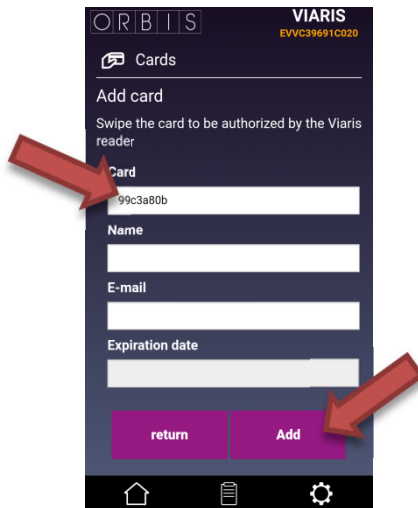 ORBIS
VIARIS
EVVC39691C020
Cards
Add card
Swipe the card to be authorized by the Viaris
reader
Card
99c3a80b
Name
E-mail
Expiration date
return
Add